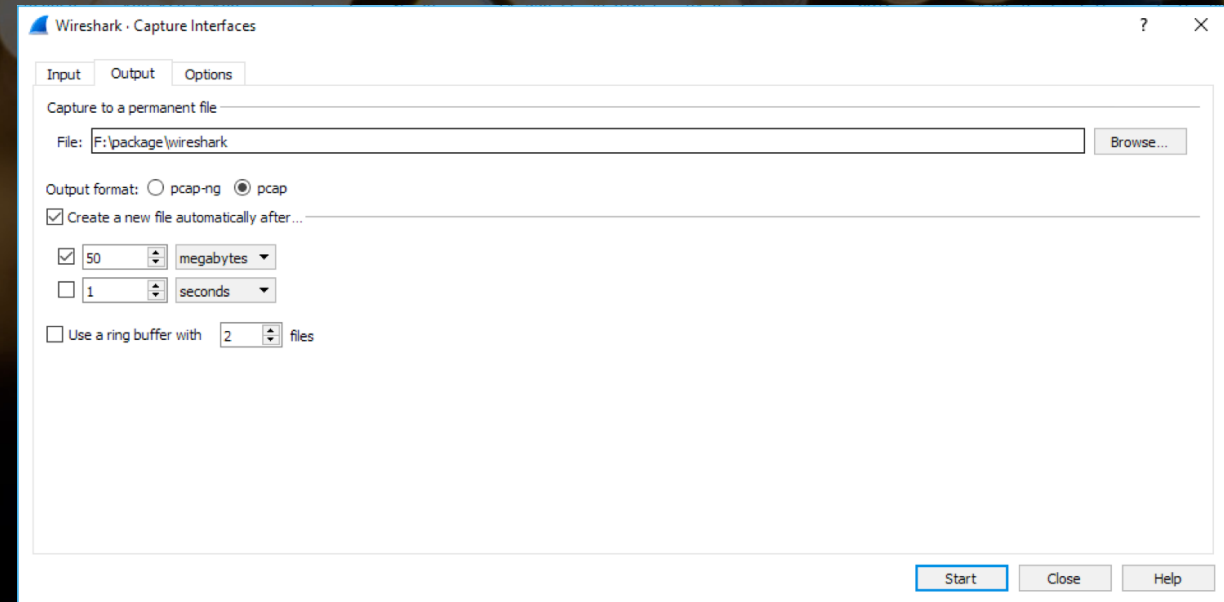 Wireshark · Capture Interfaces
?
Input Output Options
Capture to a permanent file
File: F:\package\wireshark Browse...
Output format: pcap-ng pcap
Create a new file automatically after...
50 megabytes
1 seconds
Use a ring buffer with 2 files
Start Close Help